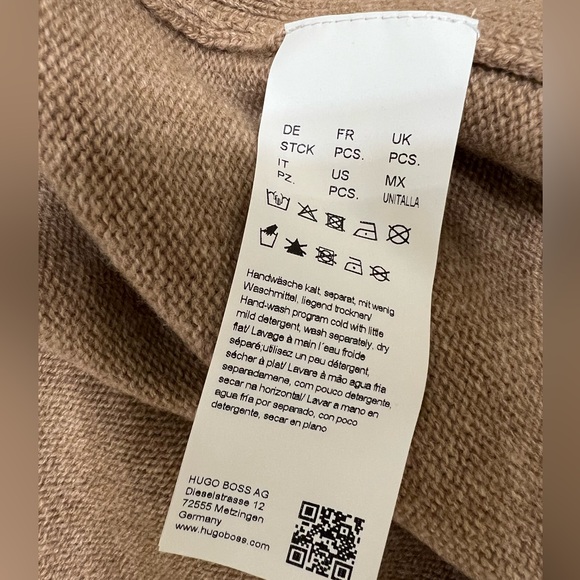 DE FR UK
STCK PCS. PCS.
IT US MX
PZ. PCS. UNITALLA
Handwäsche kalt, separat, mit wenig
Waschmittel, liegend trocknen/
Hand-wash program cold with little
mild detergent, wash separately, dry
flat/ Lavage à main l´eau froide
séparé;utilisez un peu détergent,
sécher à plat/ Lavare à mão agua fría
separadamene, com pouco detergente,
secar na horizontal/ Lavar a mano en
agua fría por separado, con poco
detergente, secar en plano
HUGO BOSS AG
Dieselstrasse 12
72555 Metzingen
Germany
www.hugoboss.com